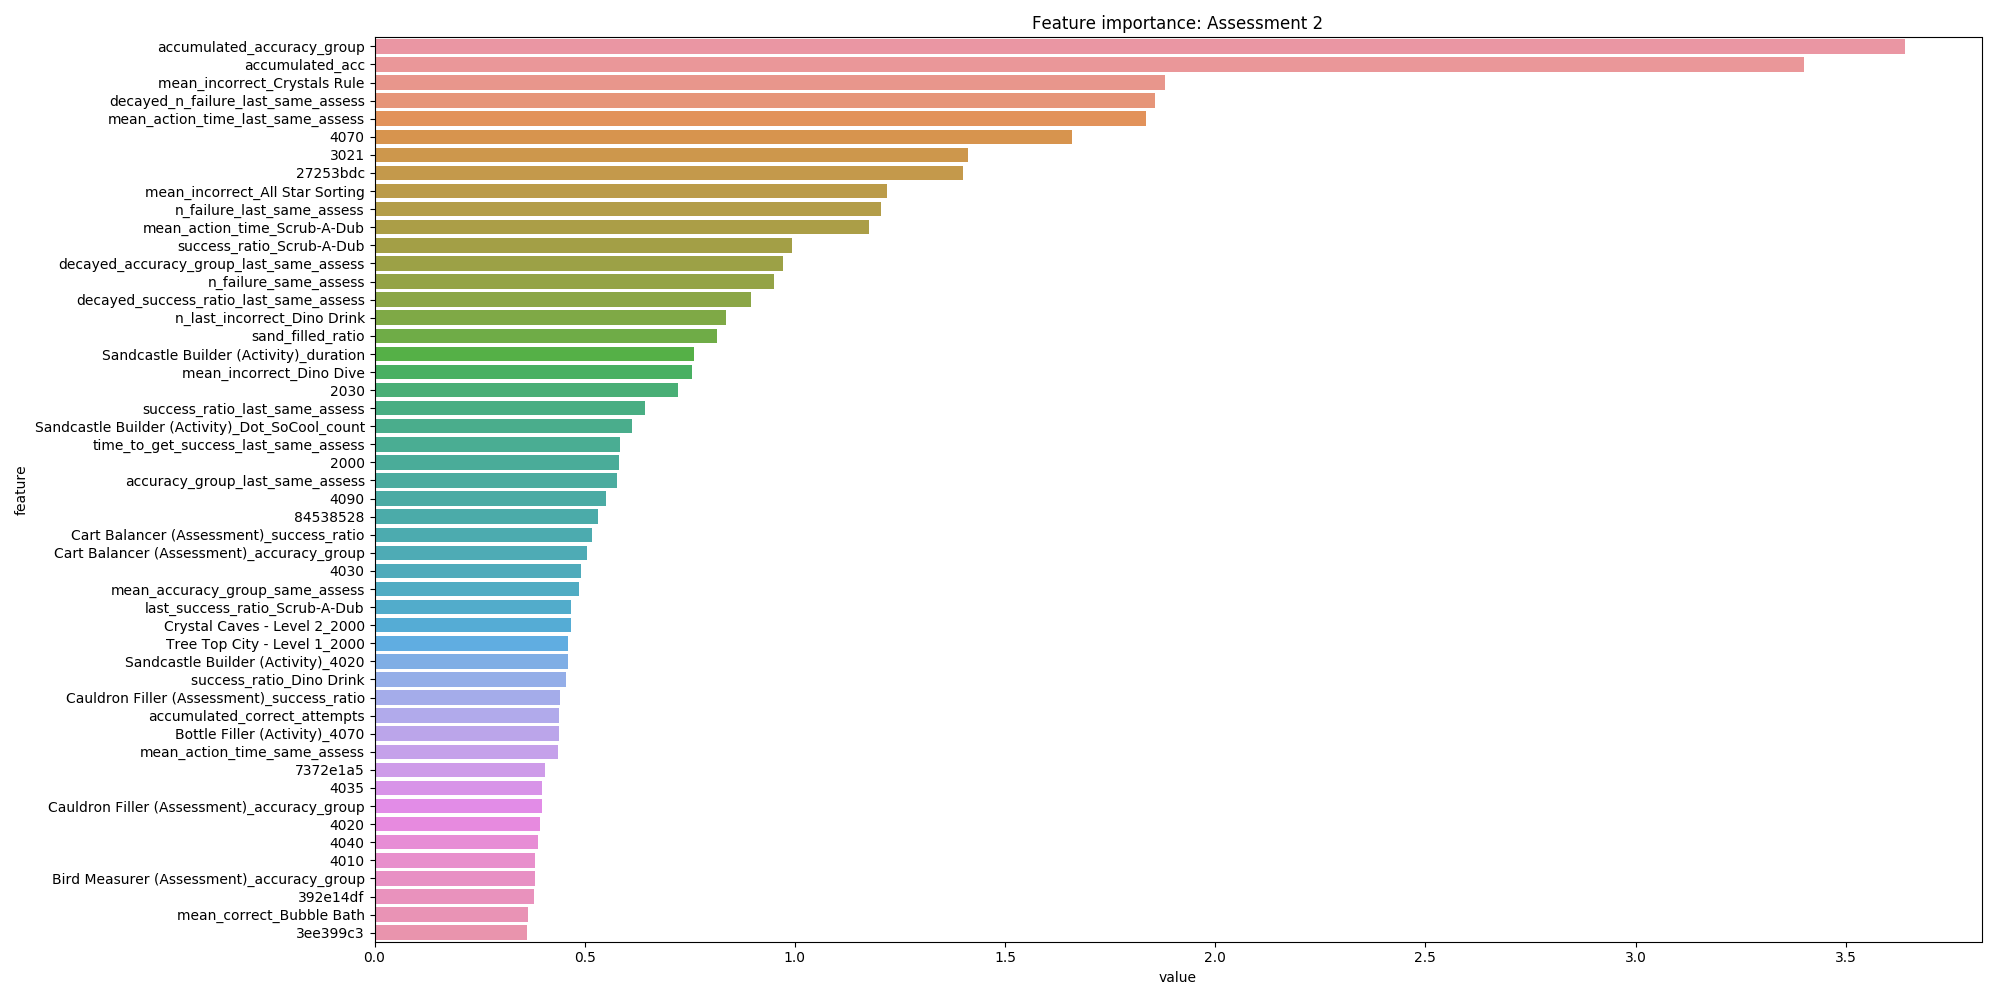 Feature importance: Assessment 2
feature
accumulated_accuracy_group
accumulated_acc
mean_incorrect_Crystals Rule
decayed_n_failure_last_same_assess
mean_action_time_last_same_assess
4070
3021
27253bdc
mean_incorrect_All Star Sorting
n_failure_last_same_assess
mean_action_time_Scrub-A-Dub
success_ratio_Scrub-A-Dub
decayed_accuracy_group_last_same_assess
n_failure_same_assess
decayed_success_ratio_last_same_assess
n_last_incorrect_Dino Drink
sand_filled_ratio
Sandcastle Builder (Activity)_duration
mean_incorrect_Dino Dive
2030
success_ratio_last_same_assess
Sandcastle Builder (Activity)_Dot_SoCool_count
time_to_get_success_last_same_assess
2000
accuracy_group_last_same_assess
4090
84538528
Cart Balancer (Assessment)_success_ratio
Cart Balancer (Assessment)_accuracy_group
4030
mean_accuracy_group_same_assess
last_success_ratio_Scrub-A-Dub
Crystal Caves - Level 2_2000
Tree Top City - Level 1_2000
Sandcastle Builder (Activity)_4020
success_ratio_Dino Drink
Cauldron Filler (Assessment)_success_ratio
accumulated_correct_attempts
Bottle Filler (Activity)_4070
mean_action_time_same_assess
7372e1a5
4035
Cauldron Filler (Assessment)_accuracy_group
4020
4040
4010
Bird Measurer (Assessment)_accuracy_group
392e14df
mean_correct_Bubble Bath
3ee399c3
0.0 0.5 1.0 1.5 2.0 2.5 3.0 3.5
value